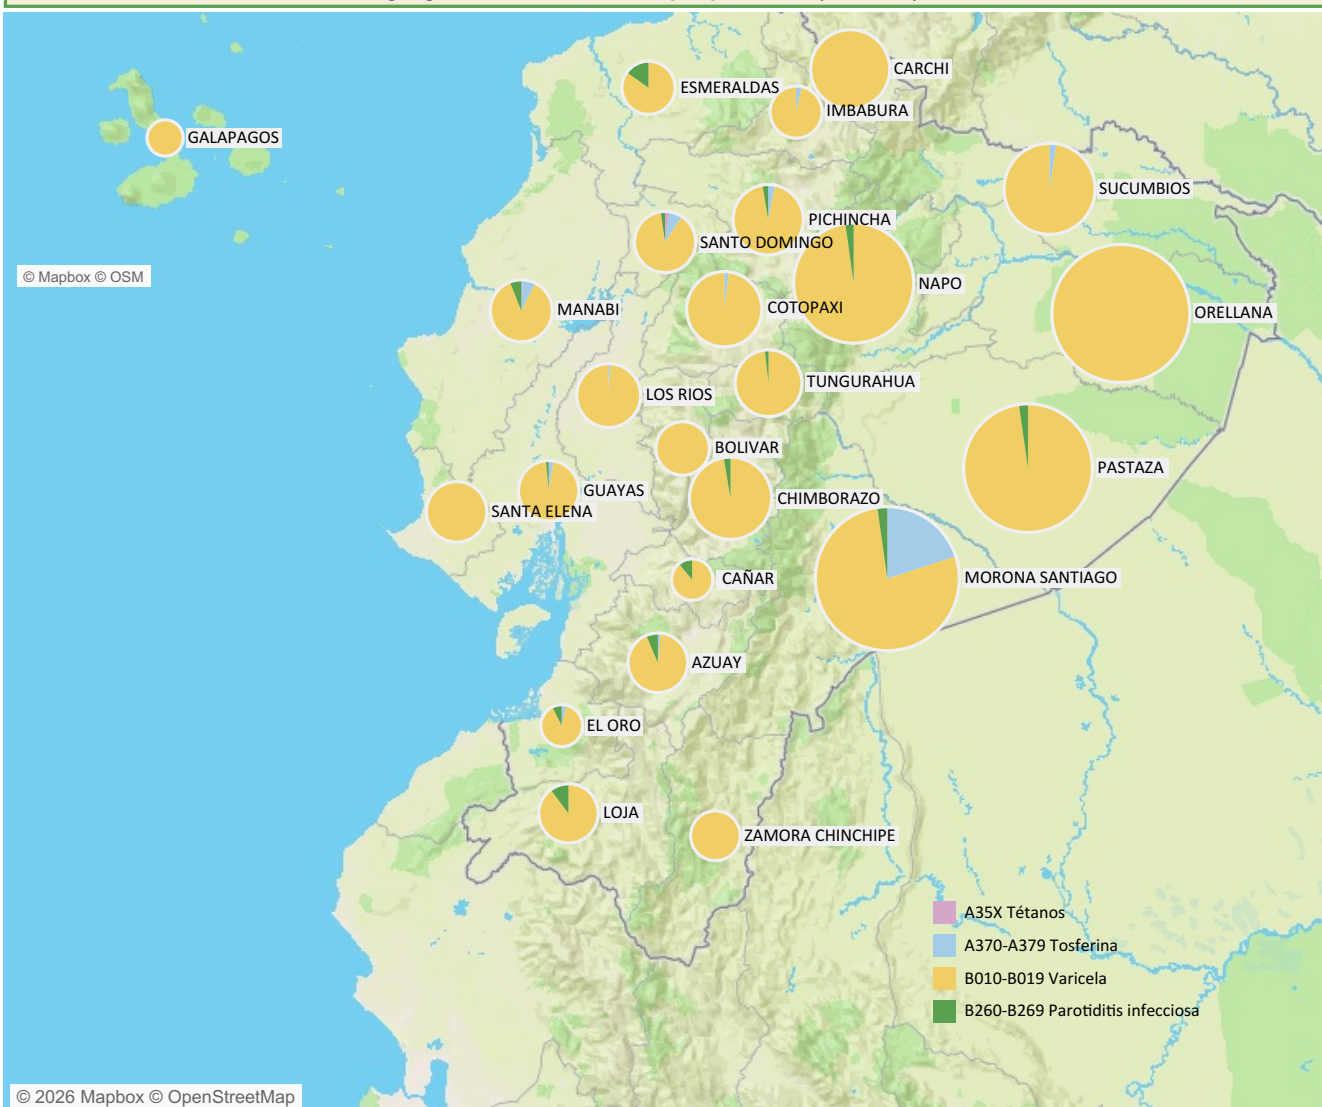 CARCHI
ESMERALDAS
IMBABURA
GALAPAGOS
SUCUMBIOS
PICHINCHA
SANTO DOMINGO
© Mapbox © OSM
NAPO
MANABI
COTOPAXI
ORELLANA
TUNGURAHUA
LOS RIOS
BOLIVAR
PASTAZA
GUAYAS
CHIMBORAZO
SANTA ELENA
CAÑAR
MORONA SANTIAGO
AZUAY
EL ORO
LOJA
ZAMORA CHINCHIPE
A35X Tétanos
A370-A379 Tosferina
B010-B019 Varicela
B260-B269 Parotiditis infecciosa
© 2026 Mapbox © OpenStreetMap